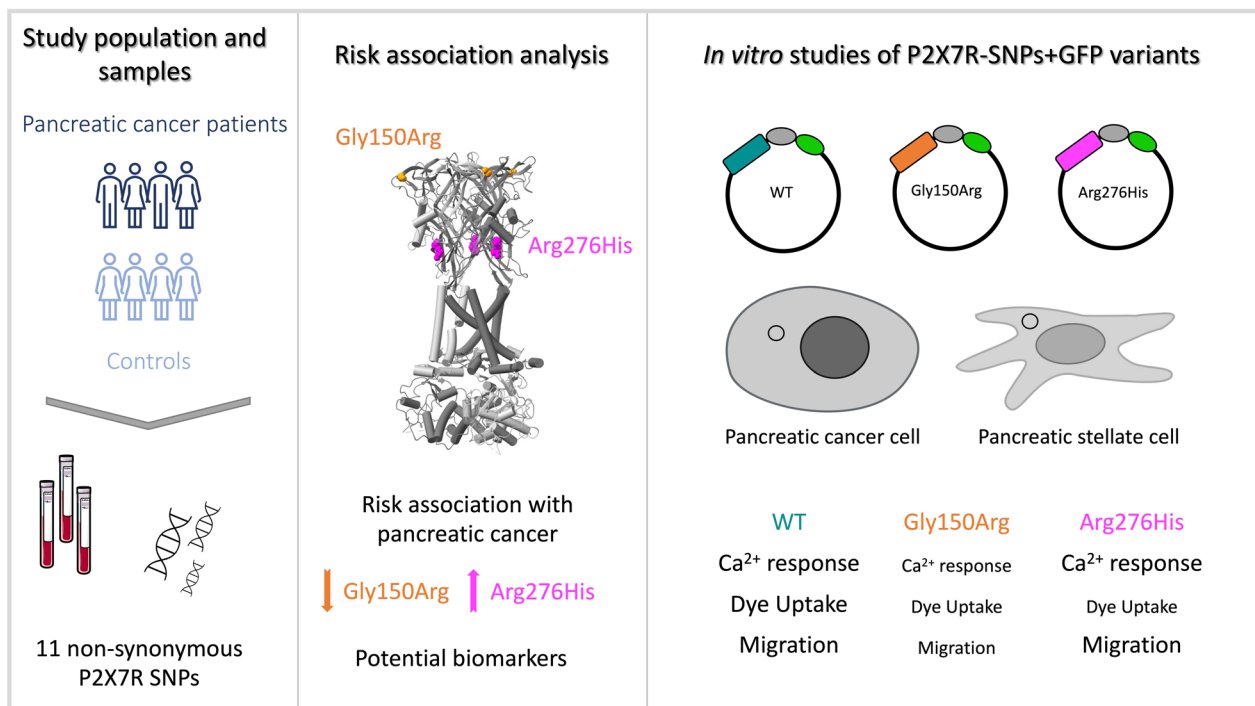 Study population and
samples
Pancreatic cancer patients
Controls
11 non-synonymous
P2X7R SNPs
Risk association analysis
Gly150Arg
Arg276His
Risk association with
pancreatic cancer
Gly150Arg
Arg276His
Potential biomarkers
In vitro studies of P2X7R-SNPs+GFP variants
WT
Gly150Arg
Arg276His
Pancreatic cancer cell
Pancreatic stellate cell
WT
Gly150Arg
Arg276His
Ca²⁺ response
Ca²⁺ response
Ca²⁺ response
Dye Uptake
Dye Uptake
Dye Uptake
Migration
Migration
Migration